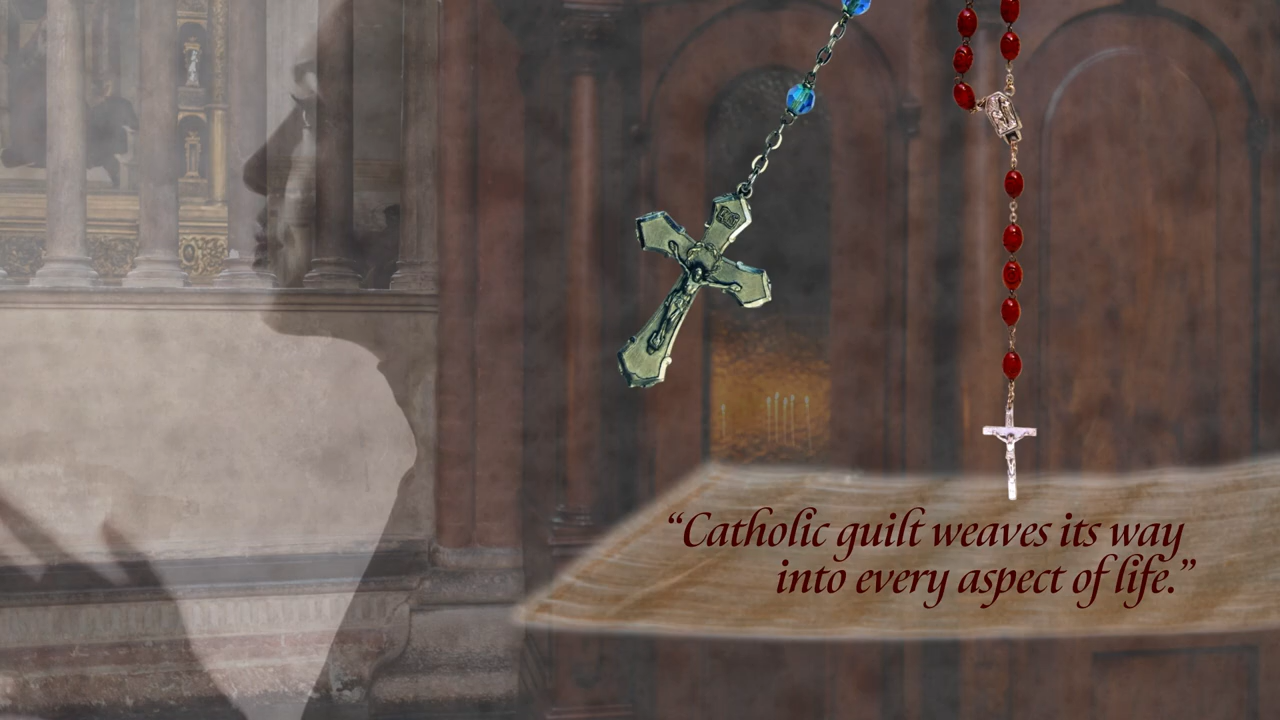 “Catholic guilt weaves its way
into every aspect of life.”